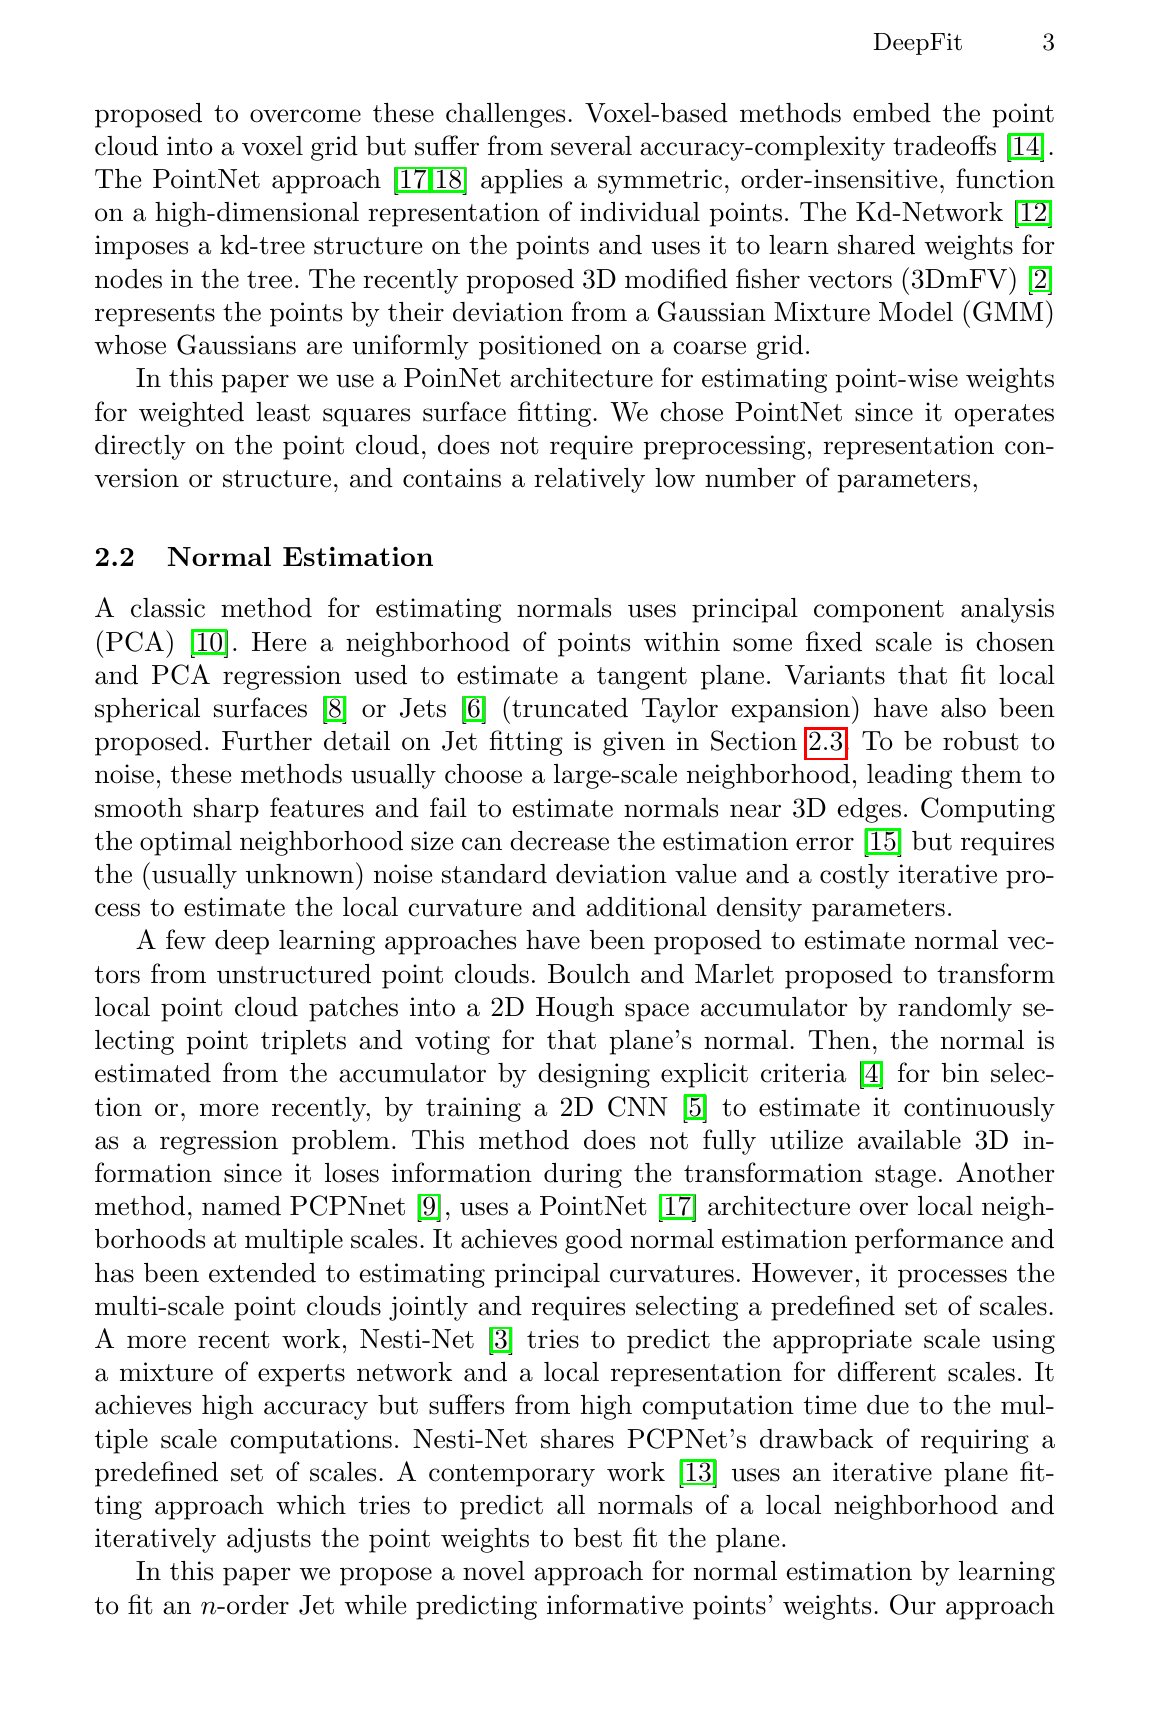 DeepFit 3
proposed to overcome these challenges. Voxel-based methods embed the point
cloud into a voxel grid but suffer from several accuracy-complexity tradeoffs [14].
The PointNet approach [17,18] applies a symmetric, order-insensitive, function
on a high-dimensional representation of individual points. The Kd-Network [12]
imposes a kd-tree structure on the points and uses it to learn shared weights for
nodes in the tree. The recently proposed 3D modified fisher vectors (3DmFV) [2]
represents the points by their deviation from a Gaussian Mixture Model (GMM)
whose Gaussians are uniformly positioned on a coarse grid.
In this paper we use a PoinNet architecture for estimating point-wise weights
for weighted least squares surface fitting. We chose PointNet since it operates
directly on the point cloud, does not require preprocessing, representation con-
version or structure, and contains a relatively low number of parameters,
2.2 Normal Estimation
A classic method for estimating normals uses principal component analysis
(PCA) [10]. Here a neighborhood of points within some fixed scale is chosen
and PCA regression used to estimate a tangent plane. Variants that fit local
spherical surfaces [8] or Jets [6] (truncated Taylor expansion) have also been
proposed. Further detail on Jet fitting is given in Section 2.3. To be robust to
noise, these methods usually choose a large-scale neighborhood, leading them to
smooth sharp features and fail to estimate normals near 3D edges. Computing
the optimal neighborhood size can decrease the estimation error [15] but requires
the (usually unknown) noise standard deviation value and a costly iterative pro-
cess to estimate the local curvature and additional density parameters.
A few deep learning approaches have been proposed to estimate normal vec-
tors from unstructured point clouds. Boulch and Marlet proposed to transform
local point cloud patches into a 2D Hough space accumulator by randomly se-
lecting point triplets and voting for that plane's normal. Then, the normal is
estimated from the accumulator by designing explicit criteria [4] for bin selec-
tion or, more recently, by training a 2D CNN [5] to estimate it continuously
as a regression problem. This method does not fully utilize available 3D in-
formation since it loses information during the transformation stage. Another
method, named PCPNnet [9], uses a PointNet [17] architecture over local neigh-
borhoods at multiple scales. It achieves good normal estimation performance and
has been extended to estimating principal curvatures. However, it processes the
multi-scale point clouds jointly and requires selecting a predefined set of scales.
A more recent work, Nesti-Net [3] tries to predict the appropriate scale using
a mixture of experts network and a local representation for different scales. It
achieves high accuracy but suffers from high computation time due to the mul-
tiple scale computations. Nesti-Net shares PCPNet's drawback of requiring a
predefined set of scales. A contemporary work [13] uses an iterative plane fit-
ting approach which tries to predict all normals of a local neighborhood and
iteratively adjusts the point weights to best fit the plane.
In this paper we propose a novel approach for normal estimation by learning
to fit an n-order Jet while predicting informative points' weights. Our approach